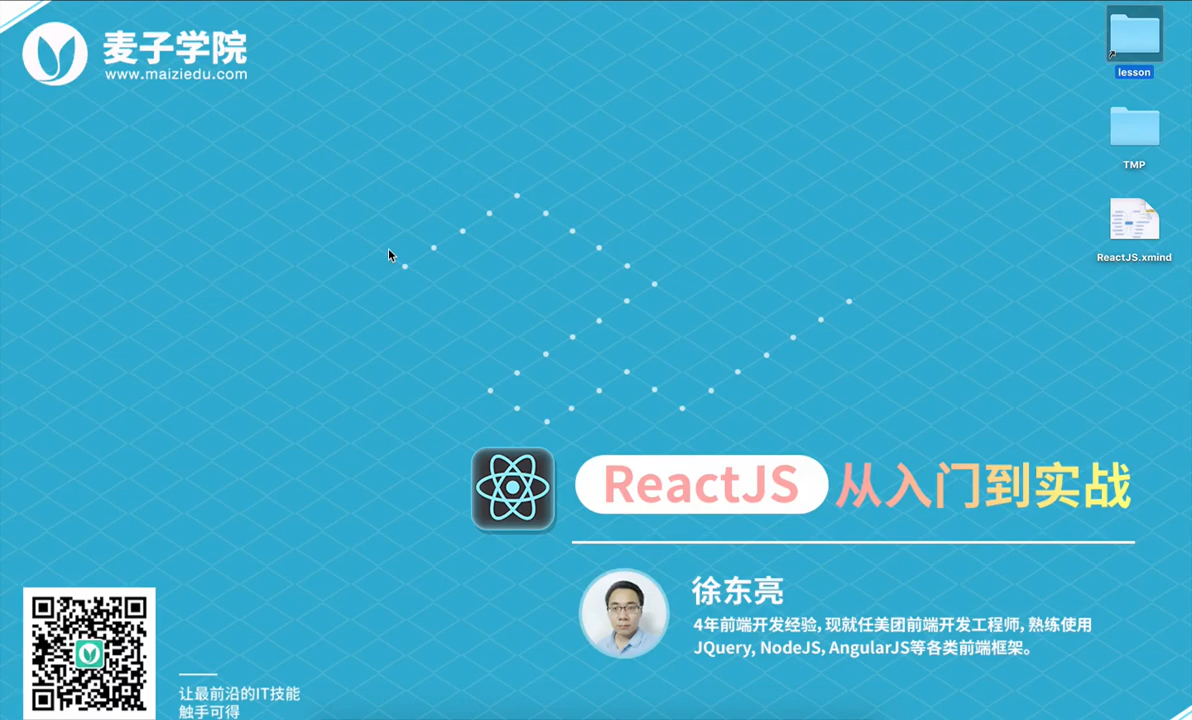 麦子学院
www.maiziedu.com
lesson
TMP
ReactJS.xmind
ReactJS 从入门到实战
徐东亮
4年前端开发经验, 现就任美团前端开发工程师, 熟练使用
JQuery, NodeJS, AngularJS等各类前端框架。
让最前沿的IT技能
触手可得